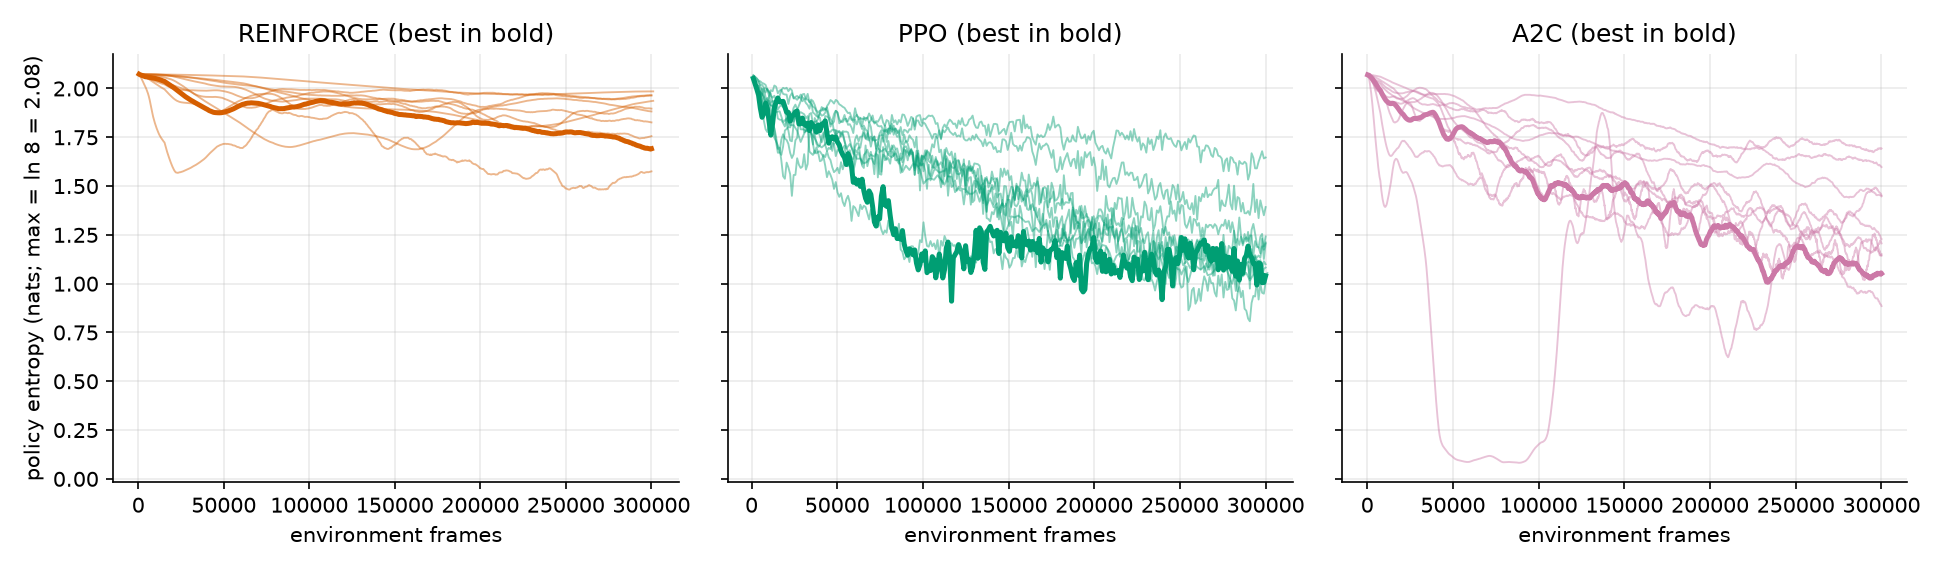 REINFORCE (best in bold)
PPO (best in bold)
A2C (best in bold)
policy entropy (nats; max = ln 8 = 2.08)
2.00
1.75
1.50
1.25
1.00
0.75
0.50
0.25
0.00
0 50000 100000 150000 200000 250000 300000
0 50000 100000 150000 200000 250000 300000
0 50000 100000 150000 200000 250000 300000
environment frames
environment frames
environment frames